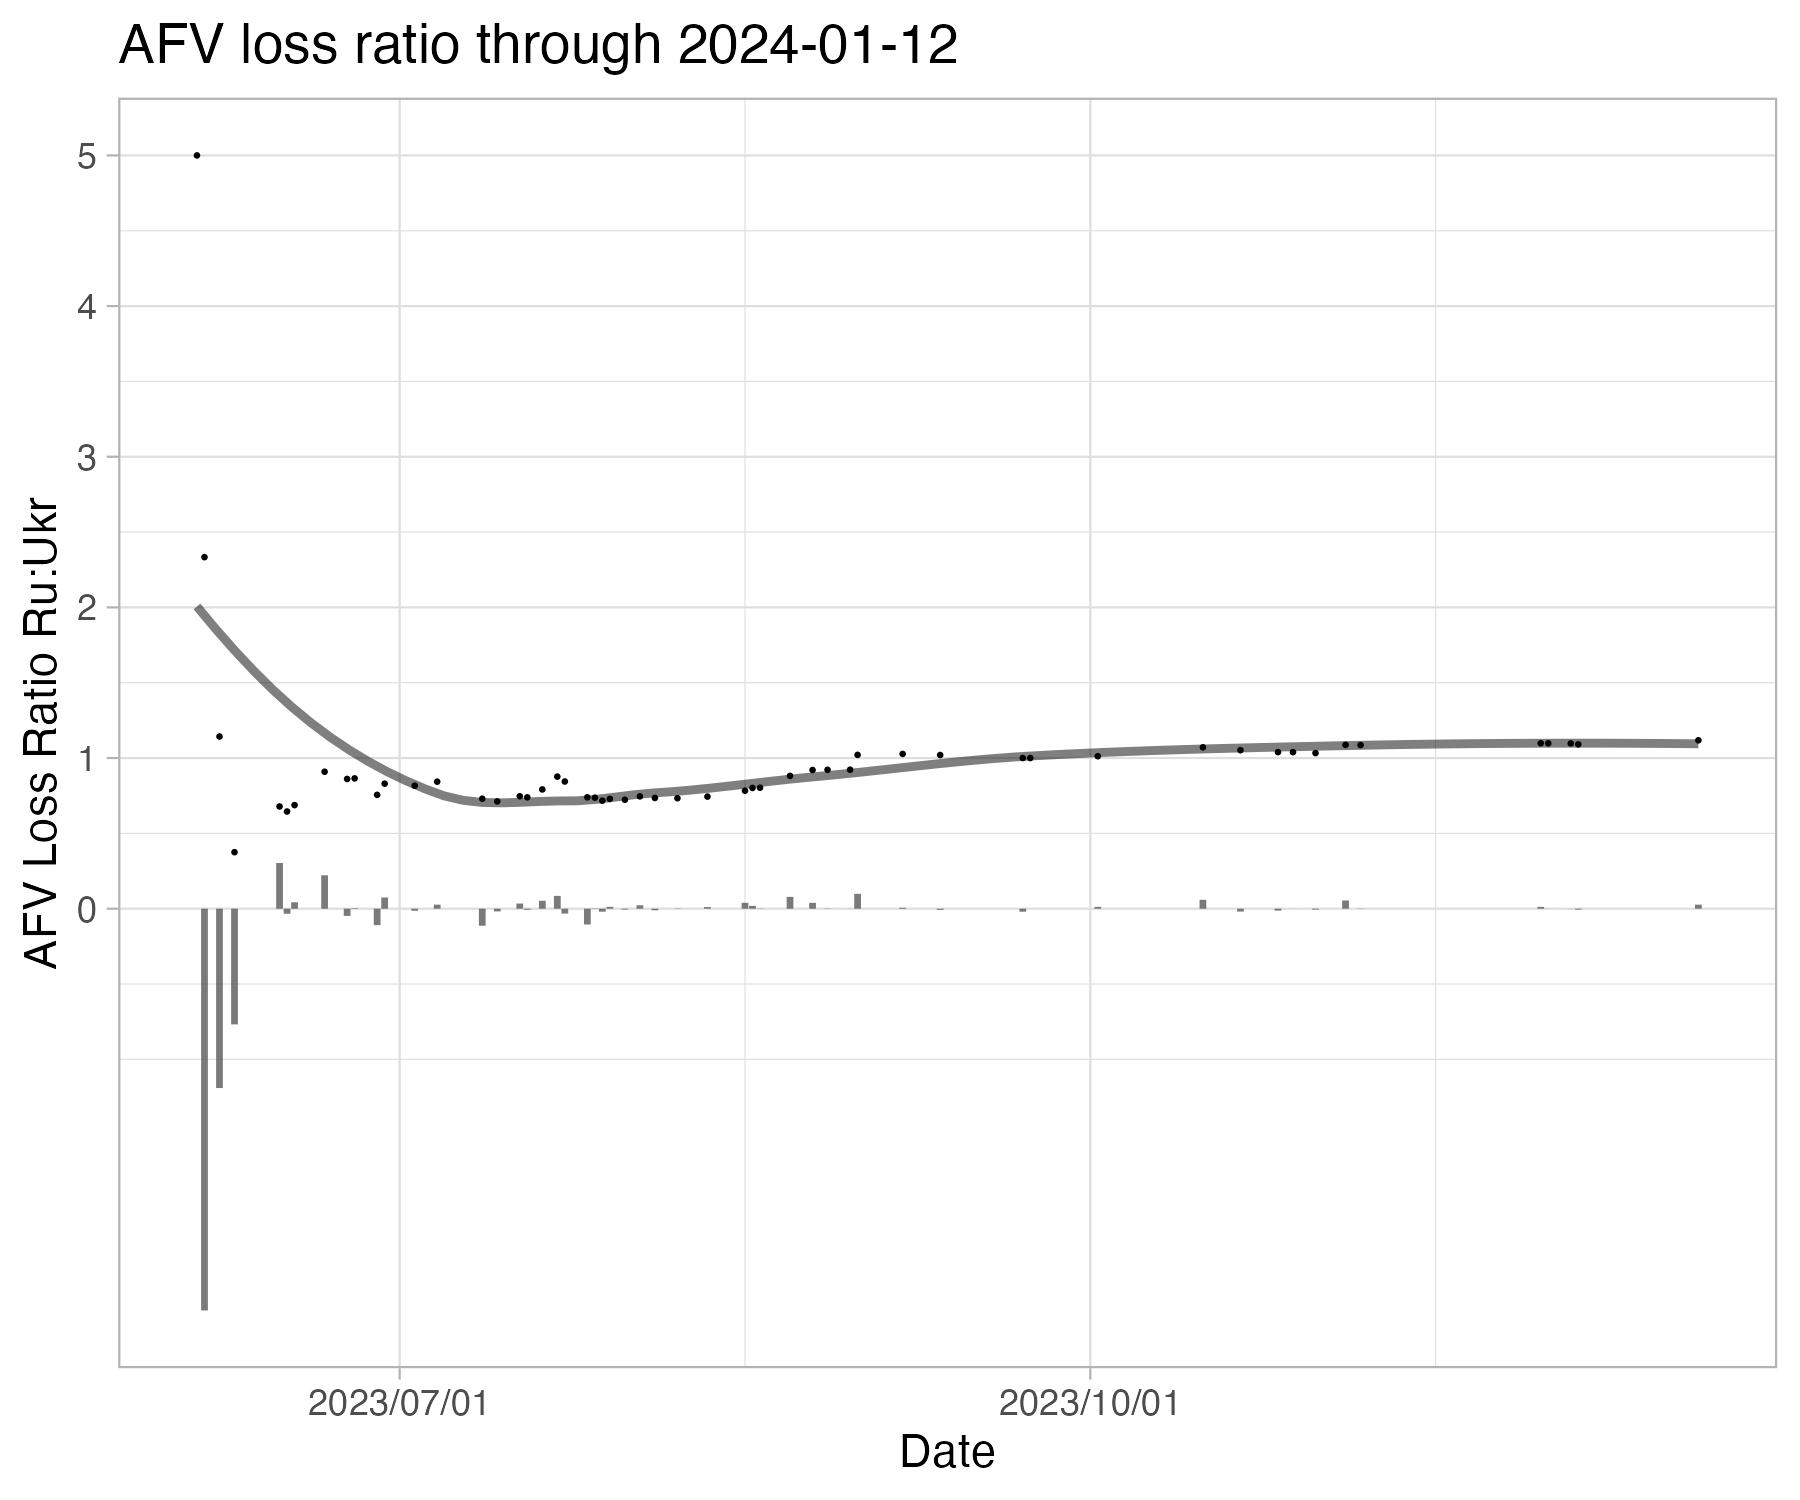 AFV loss ratio through 2024-01-12
AFV Loss Ratio Ru:Ukr
5
4
3
2
1
0
2023/07/01
2023/10/01
Date